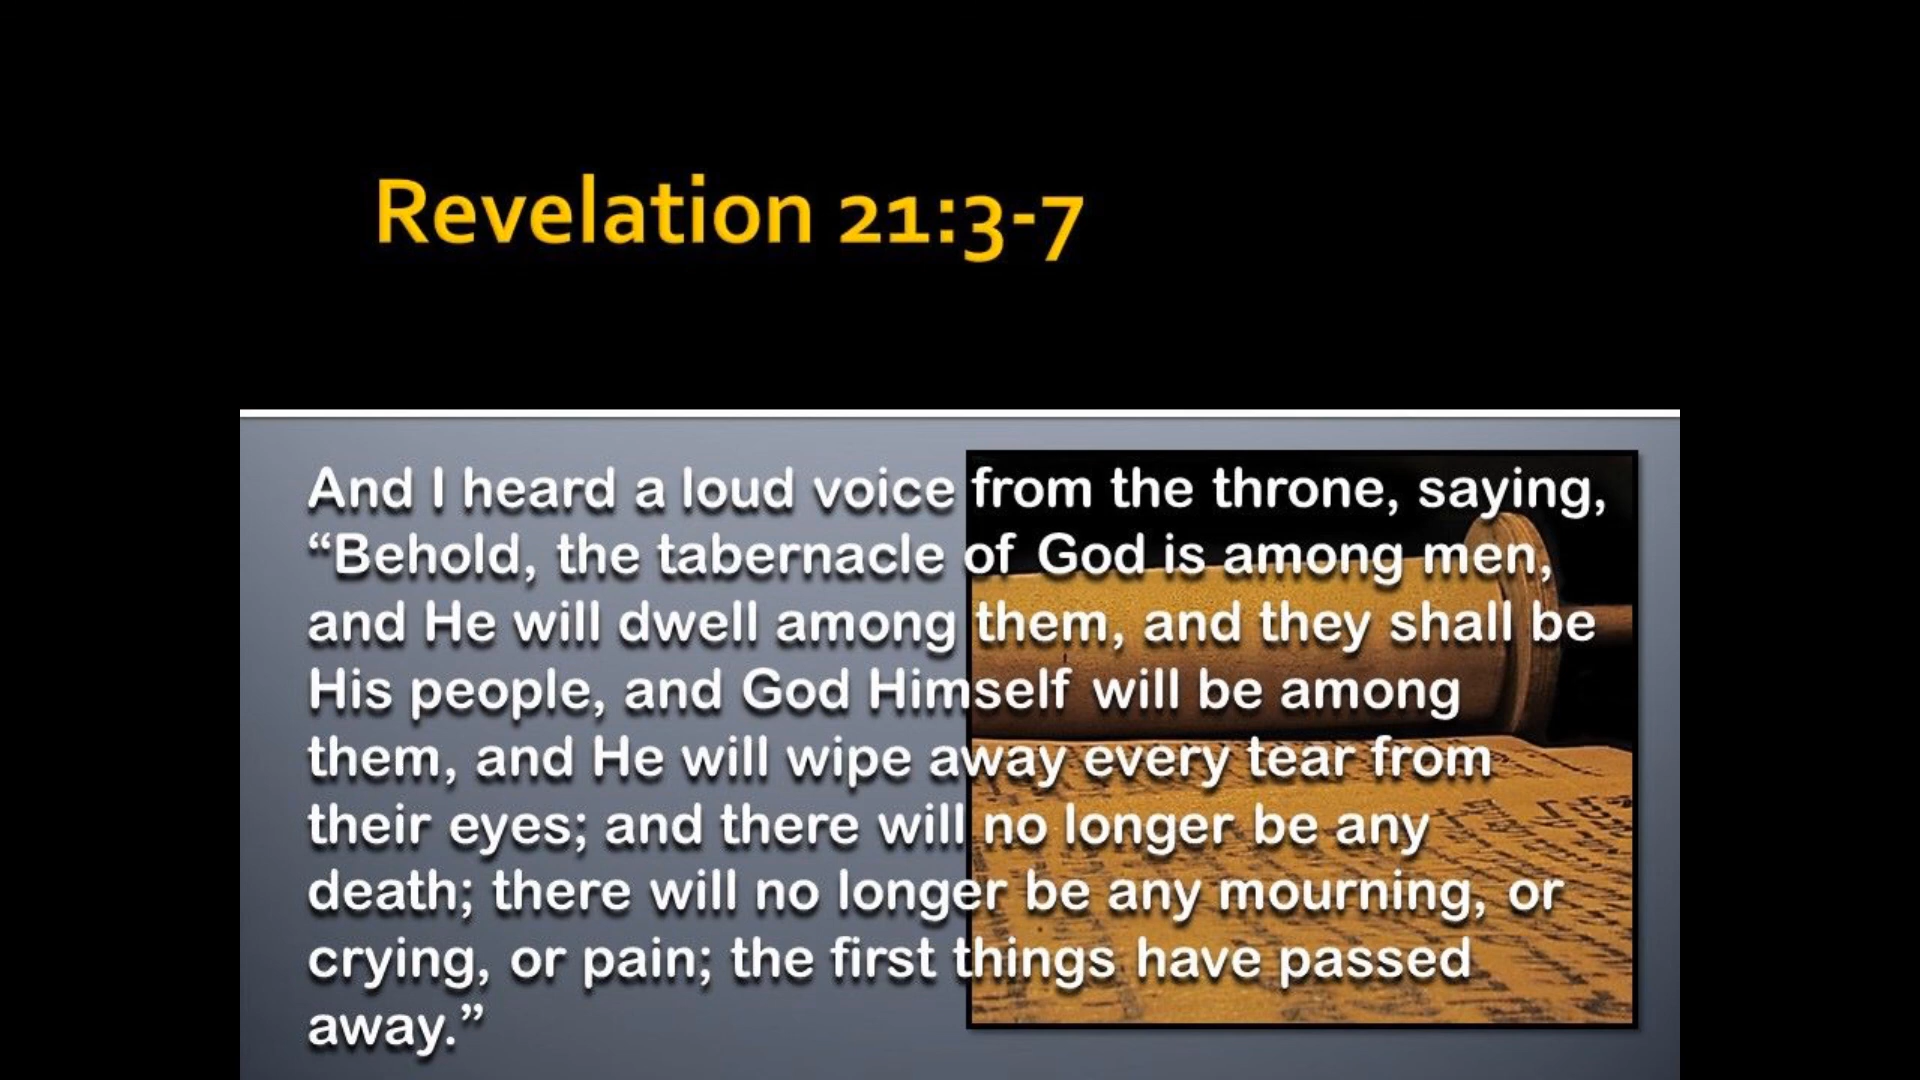 Revelation 21:3-7
And I heard a loud voice from the throne, saying,
“Behold, the tabernacle of God is among men,
and He will dwell among them, and they shall be
His people, and God Himself will be among
them, and He will wipe away every tear from
their eyes; and there will no longer be any
death; there will no longer be any mourning, or
crying, or pain; the first things have passed
away.”